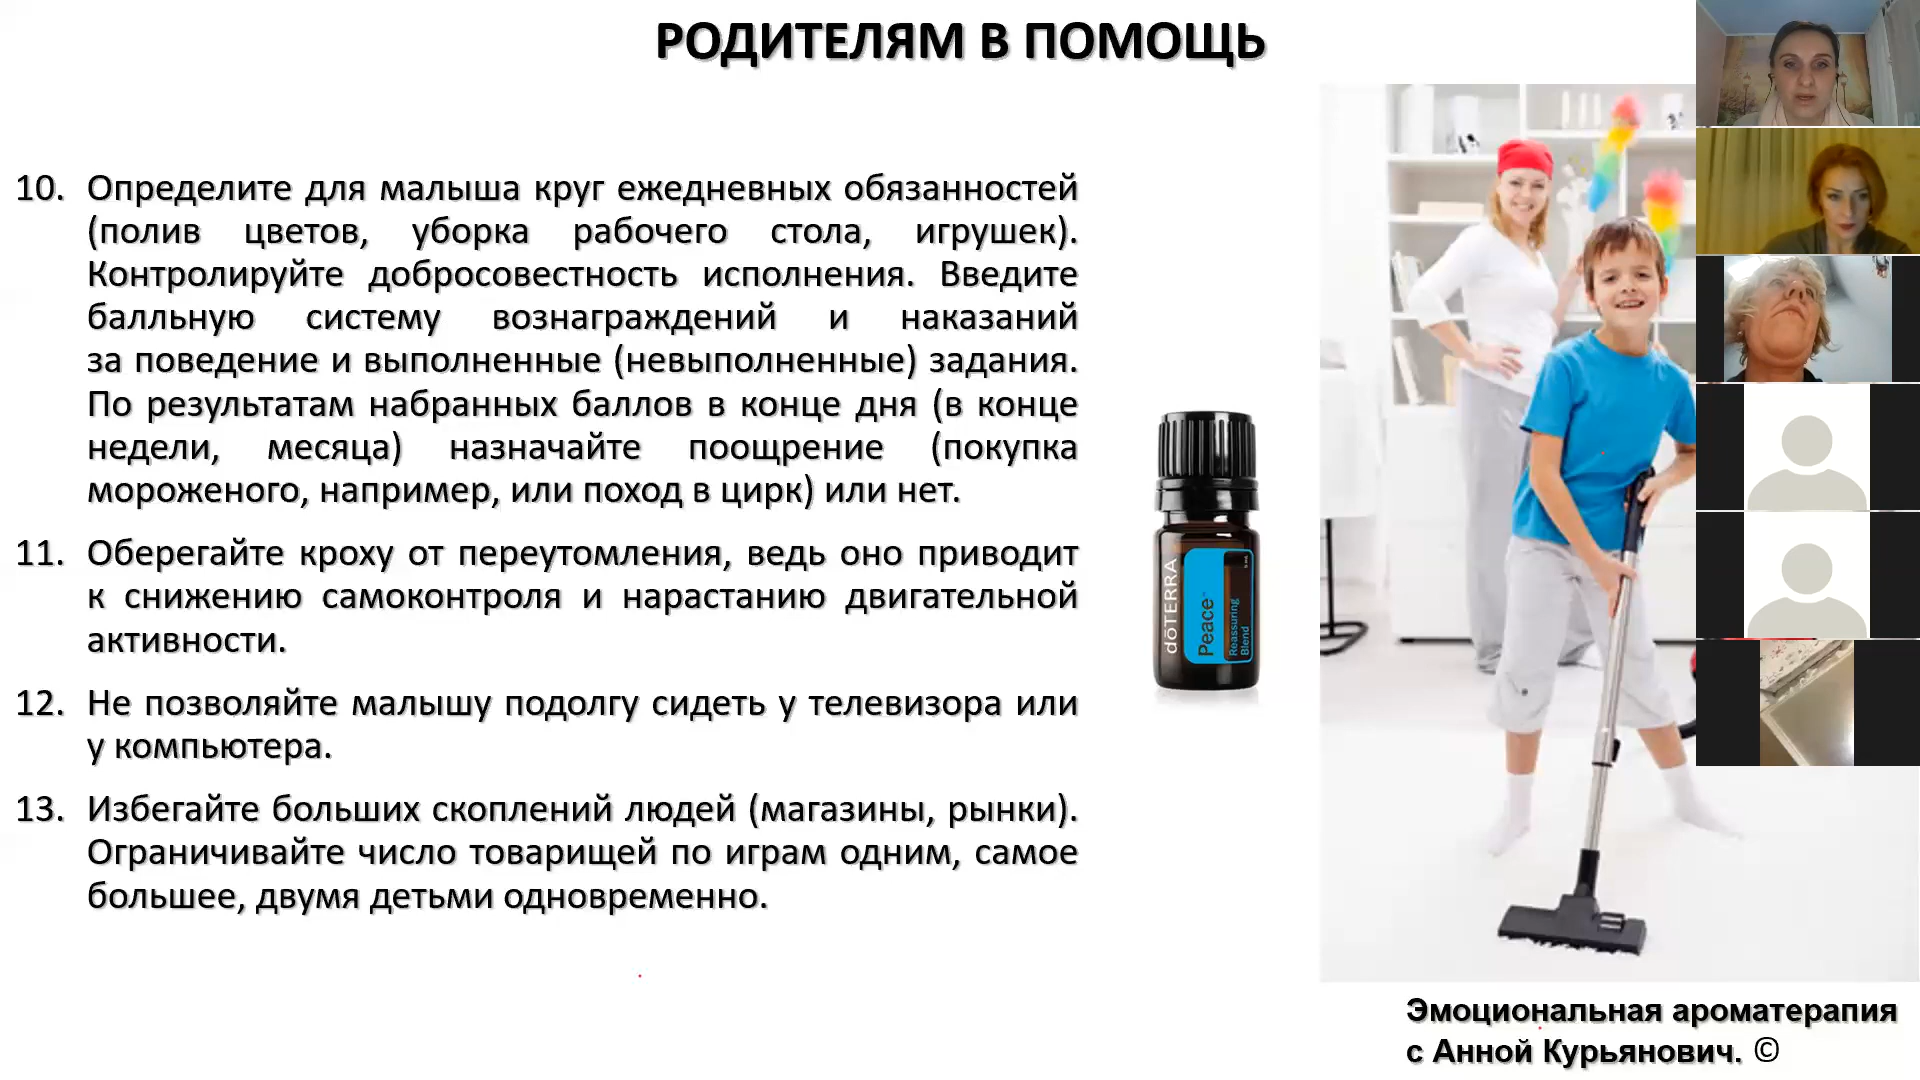 РОДИТЕЛЯМ В ПОМОЩЬ
10. Определите для малыша круг ежедневных обязанностей
(полив цветов, уборка рабочего стола, игрушек).
Контролируйте добросовестность исполнения. Введите
балльную систему вознаграждений и наказаний
за поведение и выполненные (невыполненные) задания.
По результатам набранных баллов в конце дня (в конце
недели, месяца) назначайте поощрение (покупка
мороженого, например, или поход в цирк) или нет.
11. Оберегайте кроху от переутомления, ведь оно приводит
к снижению самоконтроля и нарастанию двигательной
активности.
12. Не позволяйте малышу подолгу сидеть у телевизора или
у компьютера.
13. Избегайте больших скоплений людей (магазины, рынки).
Ограничивайте число товарищей по играм одним, самое
большее, двумя детьми одновременно.
dōTERRA
Peace™
Reassuring
Blend
Эмоциональная ароматерапия
с Анной Курьянович. ©